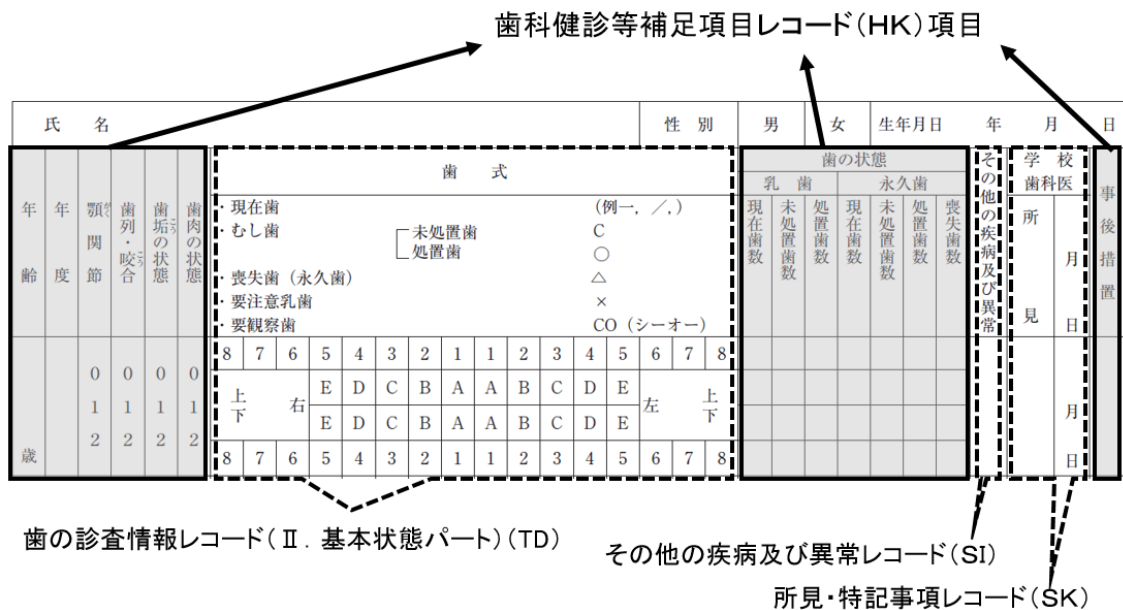 歯科健診等補足項目レコード(HK)項目
氏 名
性 別
男
女
生年月日 年 月 日
年齢
年度
顎関節
がく
歯列・咬合
こう
歯垢の状態
こう
歯肉の状態
歯 式
・現在歯 (例一, ／,)
・むし歯
未処置歯 C
処置歯 ○
・喪失歯（永久歯） △
・要注意乳歯 ×
・要観察歯 CO（シーオー）
歯の状態
乳 歯
永久歯
現在歯数
未処置歯数
処置歯数
現在歯数
未処置歯数
処置歯数
喪失歯数
その他の疾病及び異常
学 校
歯科医
所見
月
日
事後措置
歳
0 1 2
0 1 2
0 1 2
0 1 2
8 7 6 5 4 3 2 1 1 2 3 4 5 6 7 8
上 下 右
E D C B A A B C D E
E D C B A A B C D E
左 上 下
8 7 6 5 4 3 2 1 1 2 3 4 5 6 7 8
月
日
歯の診査情報レコード(Ⅱ．基本状態パート)(TD)
その他の疾病及び異常レコード(SI)
所見・特記事項レコード(SK)